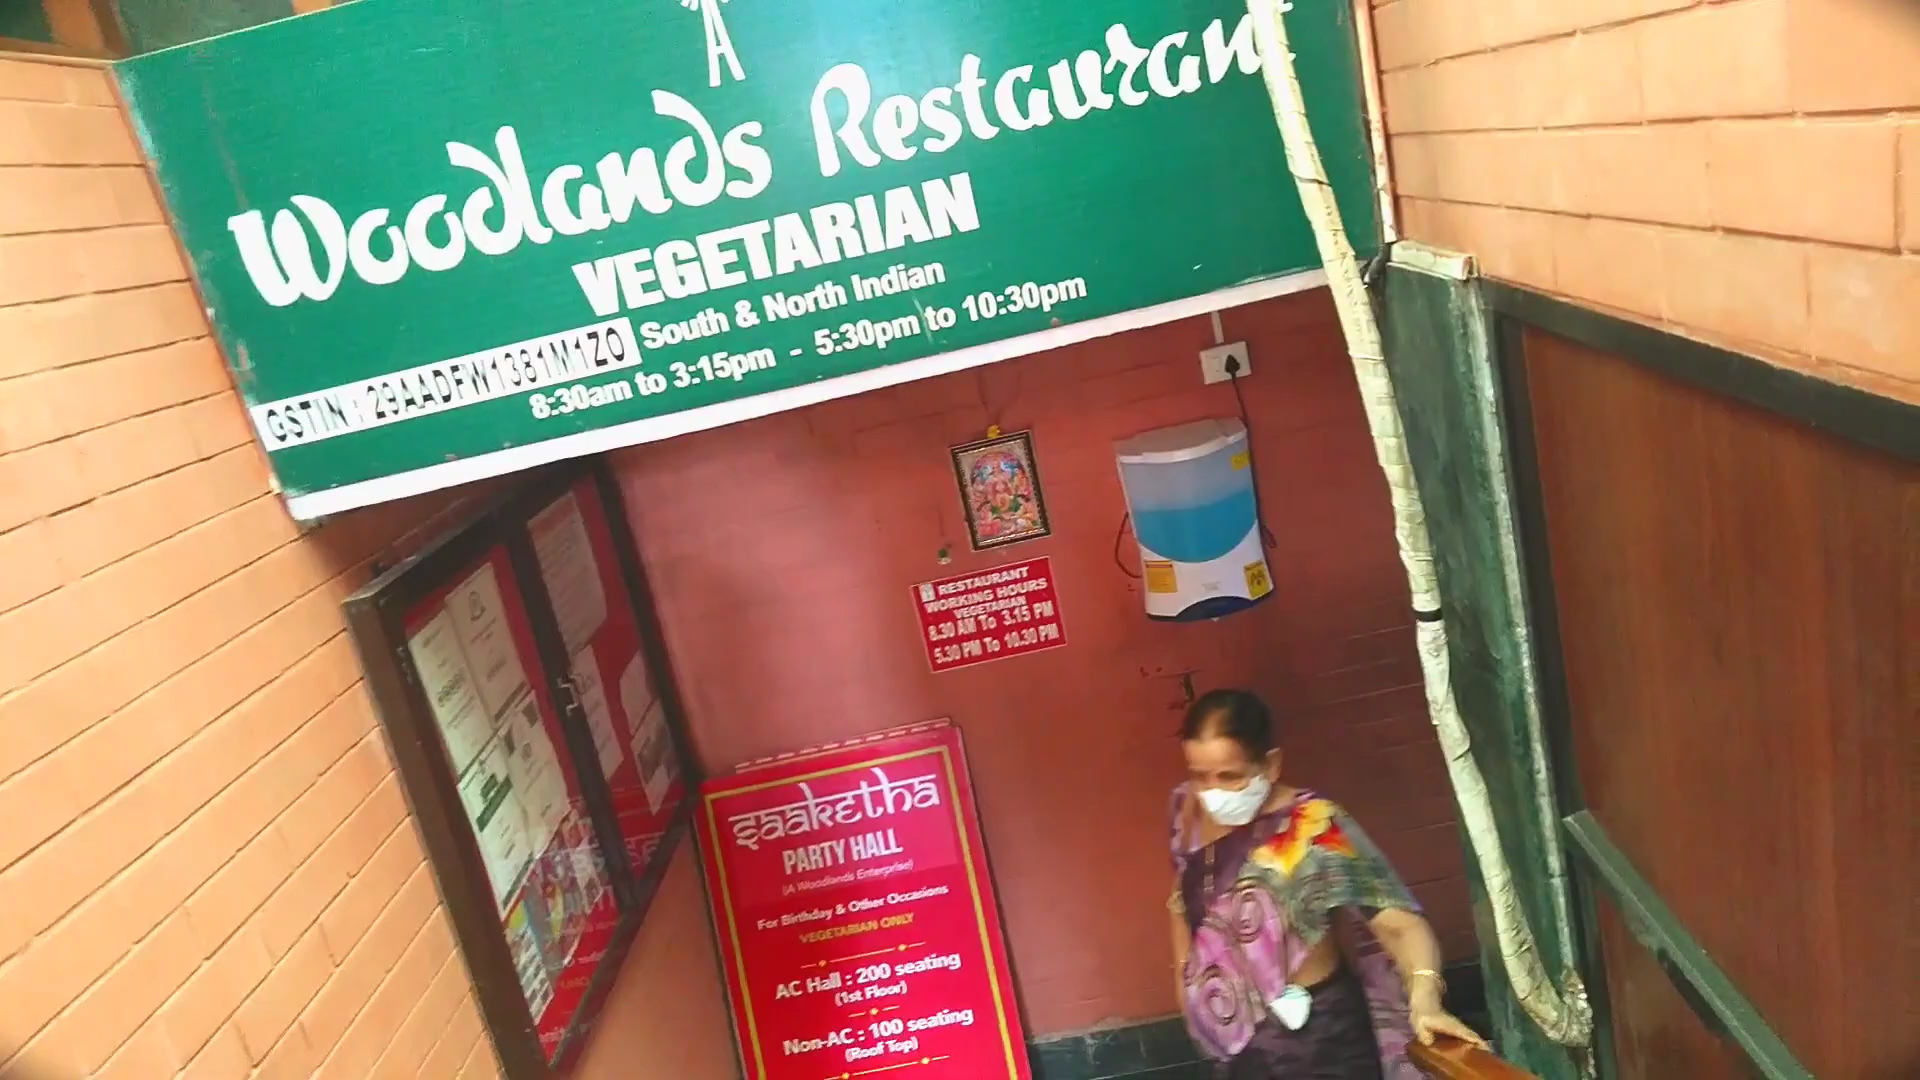 Woodlands Restaurant
VEGETARIAN
South & North Indian
GSTIN : 29AADFW1381M1ZO
8:30am to 3:15pm - 5:30pm to 10:30pm
RESTAURANT
WORKING HOURS
VEGETARIAN
8.30 AM To 3.15 PM
5.30 PM To 10.30 PM
saaketha
PARTY HALL
(A Woodlands Enterprise)
For Birthday & Other Occasions
VEGETARIAN ONLY
AC Hall : 200 seating
(1st Floor)
Non-AC : 100 seating
(Roof Top)